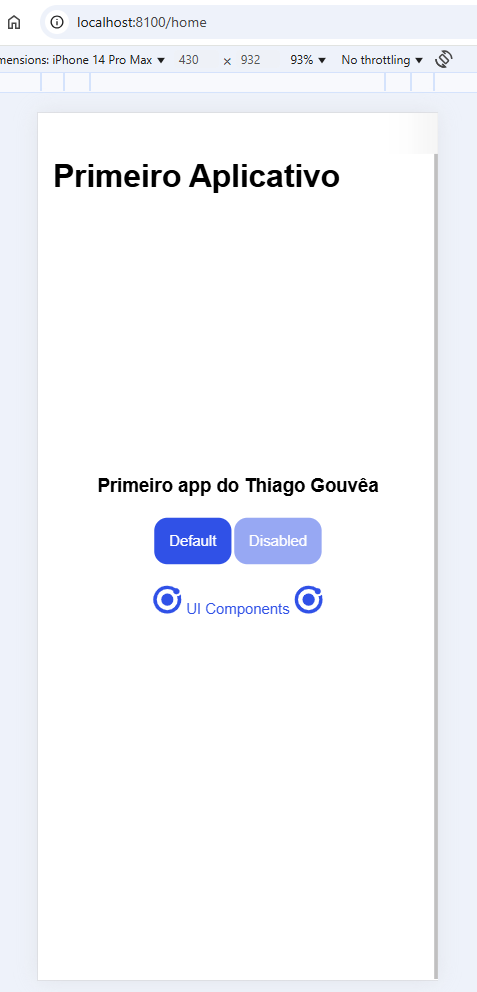 localhost:8100/home
mensions: iPhone 14 Pro Max ▼ 430 × 932 93% ▼ No throttling ▼
Primeiro Aplicativo
Primeiro app do Thiago Gouvêa
Default Disabled
UI Components